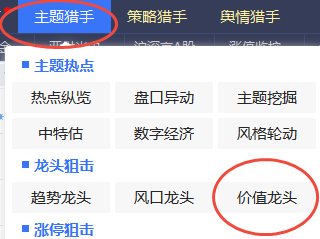 主题猎手 策略猎手 舆情猎手
主题热点
热点纵览 盘口异动 主题挖掘
中特估 数字经济 风格轮动
龙头狙击
趋势龙头 风口龙头 价值龙头
涨停狙击